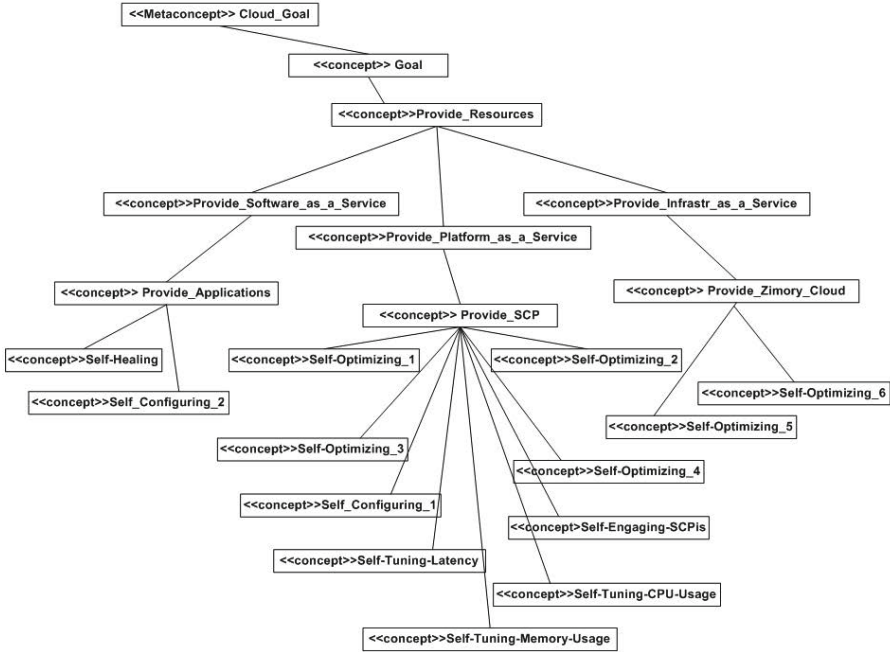 <<Metaconcept>> Cloud_Goal
<<concept>> Goal
<<concept>>Provide_Resources
<<concept>>Provide_Software_as_a_Service
<<concept>>Provide_Infrastr_as_a_Service
<<concept>>Provide_Platform_as_a_Service
<<concept>> Provide_Applications
<<concept>> Provide_Zimory_Cloud
<<concept>> Provide_SCP
<<concept>>Self-Healing
<<concept>>Self-Optimizing_1
<<concept>>Self-Optimizing_2
<<concept>>Self-Optimizing_6
<<concept>>Self_Configuring_2
<<concept>>Self-Optimizing_5
<<concept>>Self-Optimizing_3
<<concept>>Self-Optimizing_4
<<concept>>Self_Configuring_1
<<concept>Self-Engaging-SCPis
<<concept>>Self-Tuning-Latency
<<concept>>Self-Tuning-CPU-Usage
<<concept>>Self-Tuning-Memory-Usage